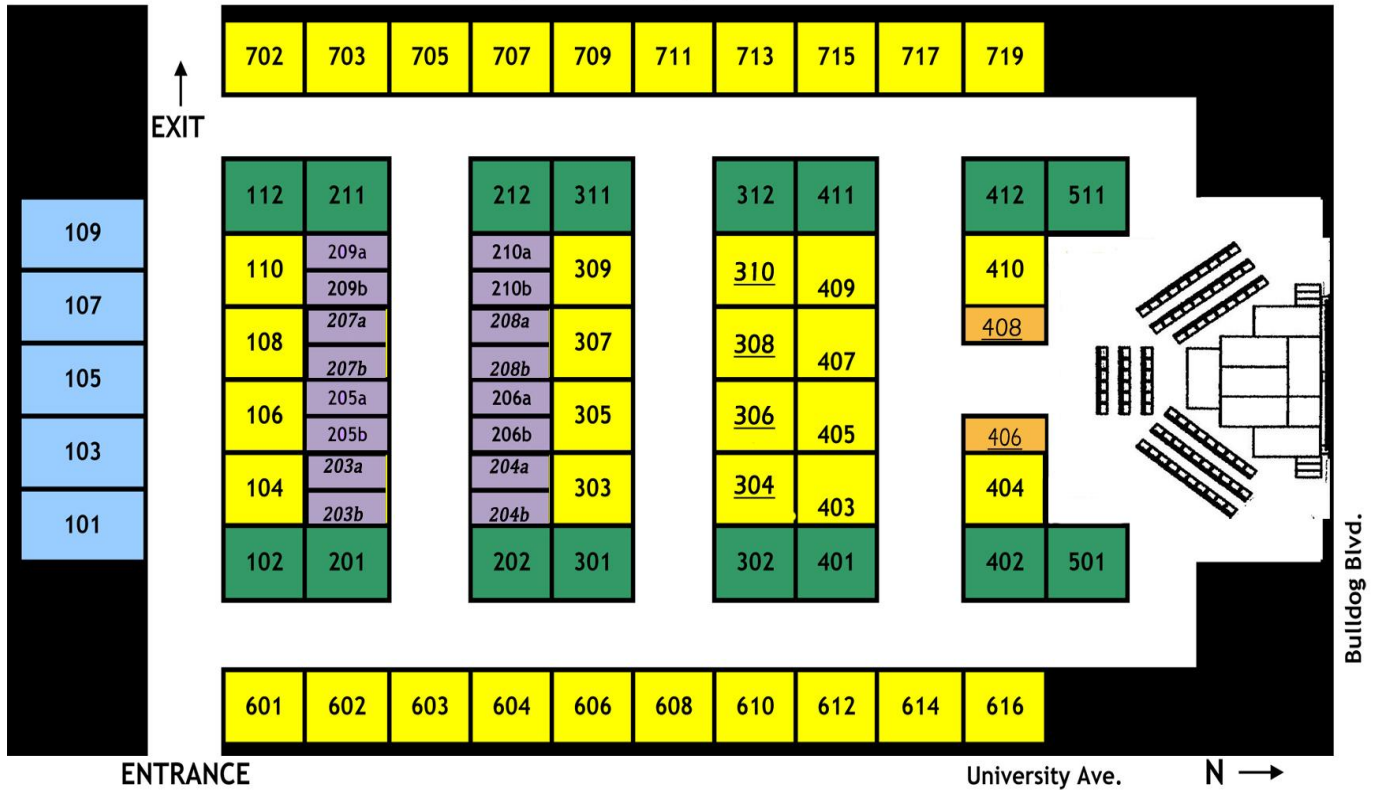 702 703 705 707 709 711 713 715 717 719
EXIT
112 211 212 311 312 411 412 511
109
209a 210a
110 309 310 409 410
209b 210b
107
207a 208a 408
108 307 308 407
207b 208b
105
205a 206a
106 305 306 405
205b 206b 406
103
203a 204a
104 303 304 403 404
203b 204b
101
102 201 202 301 302 401 402 501
Bulldog Blvd.
601 602 603 604 606 608 610 612 614 616
ENTRANCE University Ave. N